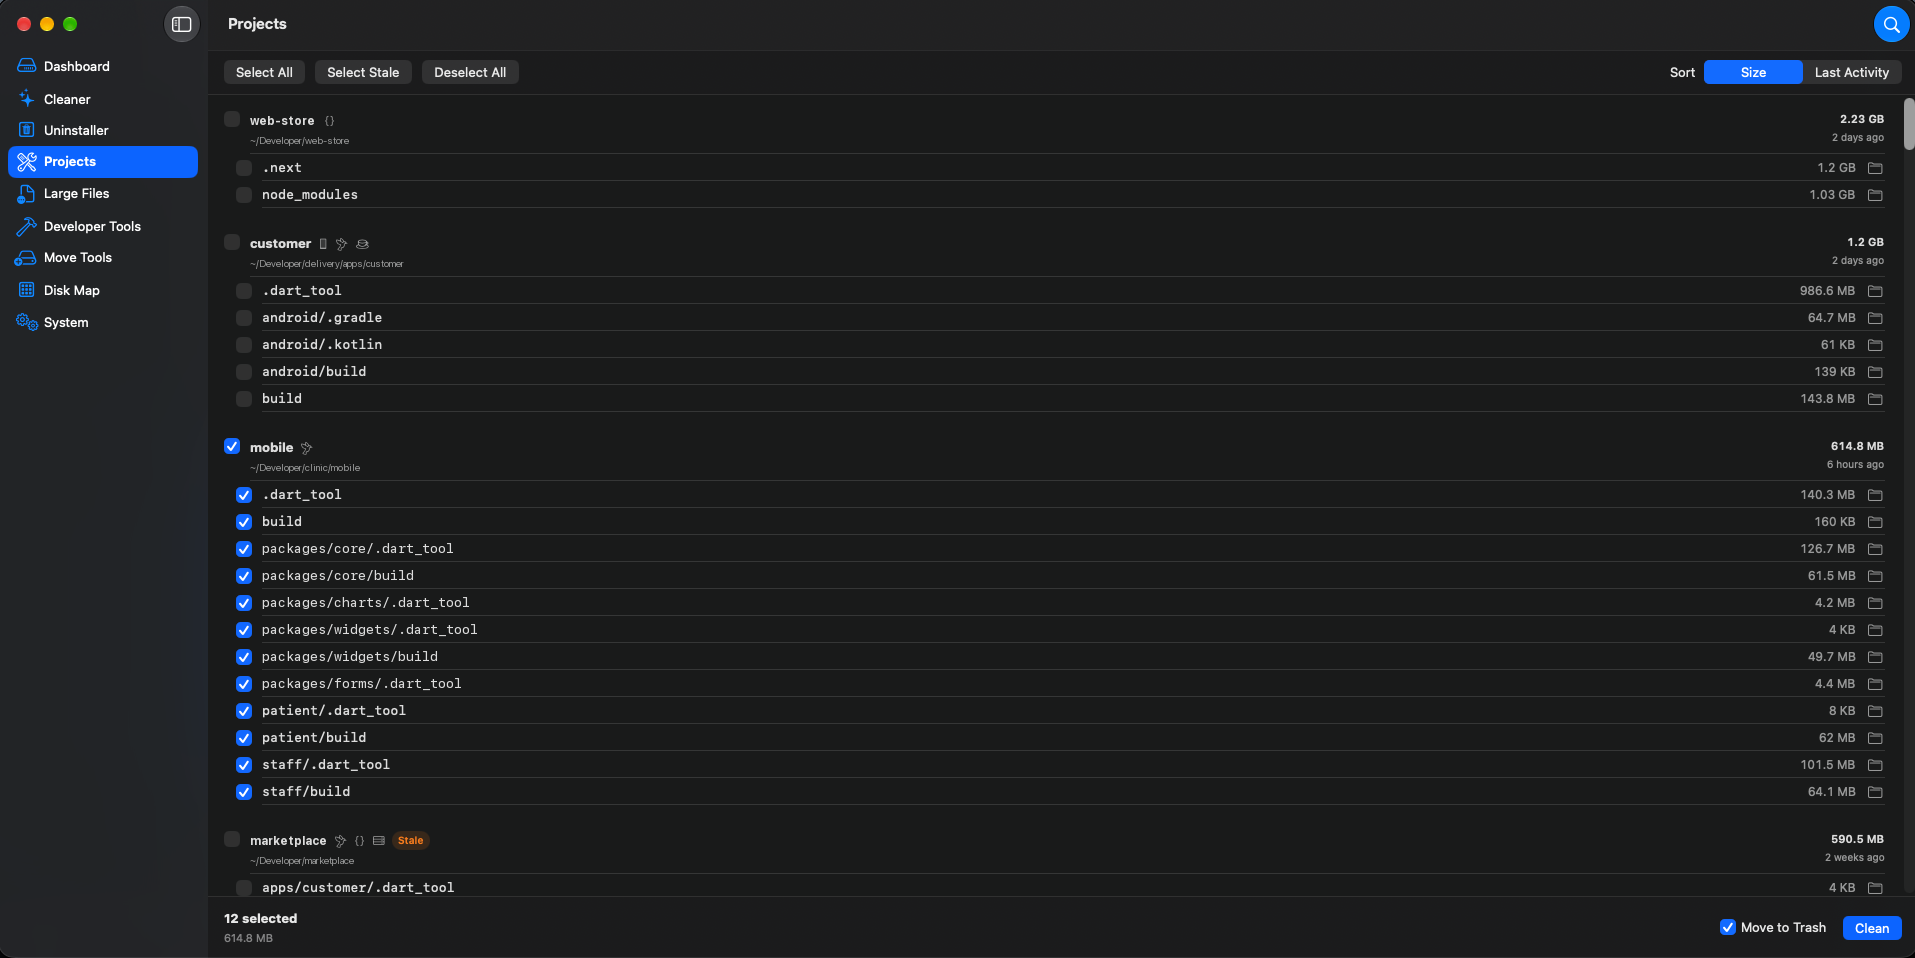 Projects
Dashboard
Cleaner
Uninstaller
Projects
Large Files
Developer Tools
Move Tools
Disk Map
System
Select All Select Stale Deselect All Sort Size Last Activity
web-store {} 2.23 GB
~/Developer/web-store 2 days ago
.next 1.2 GB
node_modules 1.03 GB
customer 1.2 GB
~/Developer/delivery/apps/customer 2 days ago
.dart_tool 986.6 MB
android/.gradle 64.7 MB
android/.kotlin 61 KB
android/build 139 KB
build 143.8 MB
mobile 614.8 MB
~/Developer/clinic/mobile 6 hours ago
.dart_tool 140.3 MB
build 160 KB
packages/core/.dart_tool 126.7 MB
packages/core/build 61.5 MB
packages/charts/.dart_tool 4.2 MB
packages/widgets/.dart_tool 4 KB
packages/widgets/build 49.7 MB
packages/forms/.dart_tool 4.4 MB
patient/.dart_tool 8 KB
patient/build 62 MB
staff/.dart_tool 101.5 MB
staff/build 64.1 MB
marketplace {} Stale 590.5 MB
~/Developer/marketplace 2 weeks ago
apps/customer/.dart_tool 4 KB
12 selected
614.8 MB
Move to Trash Clean